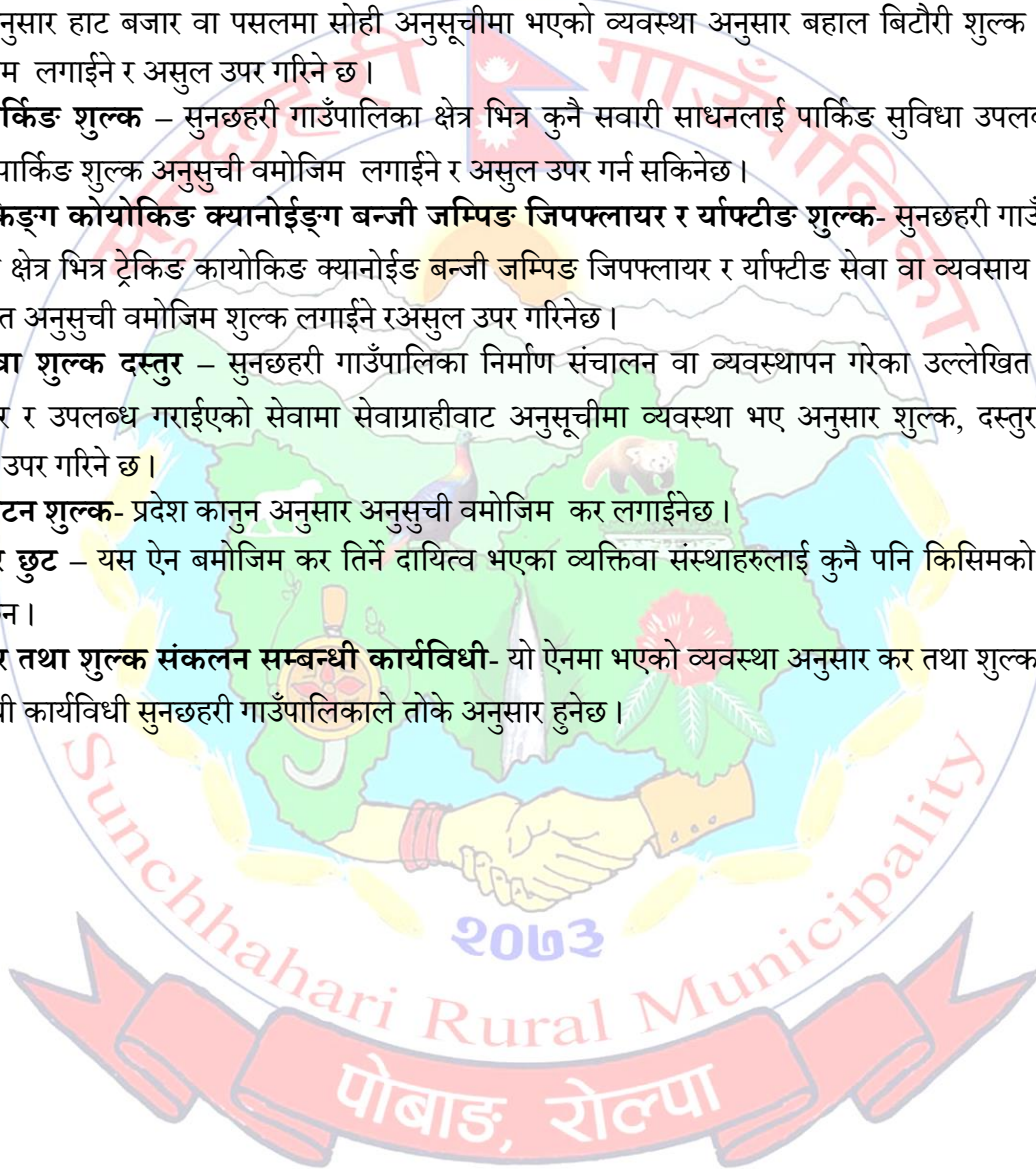 नुसार हाट बजार वा पसलमा सोही अनुसूचीमा भएको व्यवस्था अनुसार बहाल बिटौरी शुल्क
म लगाईने र असुल उपर गरिने छ।
र्किङ शुल्क – सुनछहरी गाउँपालिका क्षेत्र भित्र कुनै सवारी साधनलाई पार्किङ सुविधा
पार्किङ शुल्क अनुसुची वमोजिम लगाईने र असुल उपर गर्न सकिनेछ।
किङ्ग कोयोकिङ क्यानोईङ्ग बन्जी जम्पिङ जिपफ्लायर र र्याफ्टीङ शुल्क- सुनछहरी
क्षेत्र भित्र ट्रेकिङ कायोकिङ क्यानोईङ बन्जी जम्पिङ जिपफ्लायर र र्याफ्टीङ सेवा वा व्यवसाय
त अनुसुची वमोजिम शुल्क लगाईने रअसुल उपर गरिनेछ।
वा शुल्क दस्तुर – सुनछहरी गाउँपालिका निर्माण संचालन वा व्यवस्थापन गरेका उल्लेखित
र र उपलब्ध गराईएको सेवामा सेवाग्राहीवाट अनुसूचीमा व्यवस्था भए अनुसार शुल्क, दस्तुर
उपर गरिने छ।
टन शुल्क- प्रदेश कानुन अनुसार अनुसुची वमोजिम कर लगाईनेछ।
र छुट – यस ऐन बमोजिम कर तिर्ने दायित्व भएका व्यक्तिवा संस्थाहरुलाई कुनै पनि किसिमको
न।
र तथा शुल्क संकलन सम्बन्धी कार्यविधी- यो ऐनमा भएको व्यवस्था अनुसार कर तथा शुल्क
धी कार्यविधी सुनछहरी गाउँपालिकाले तोके अनुसार हुनेछ।
सुनछहरी गाउँपालिका
२०७३
Sunchhahari Rural Municipality
पोबाङ, रोल्पा